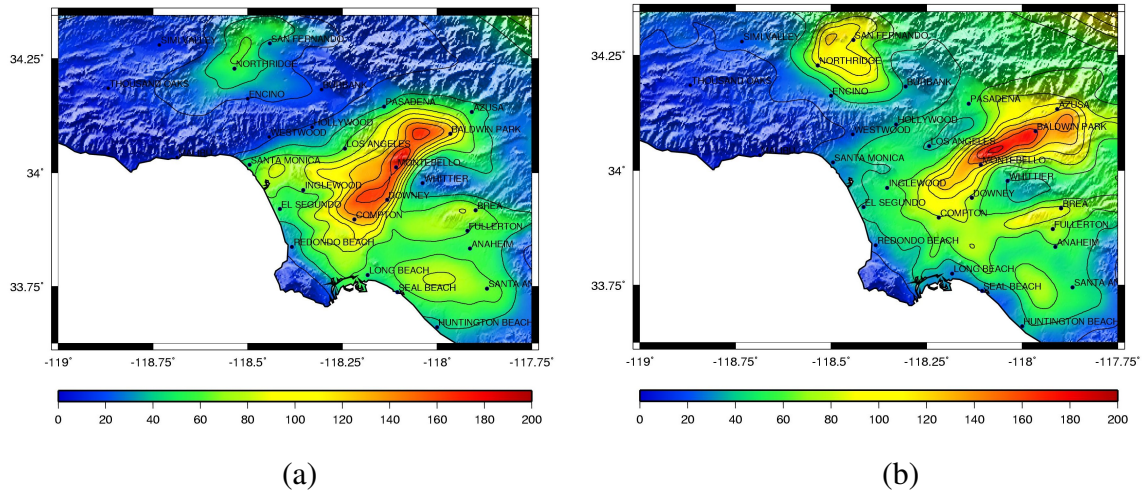 34.25°
34°
33.75°
SIMI VALLEY
SAN FERNANDO
NORTHRIDGE
THOUSAND OAKS
ENCINO
BURBANK
PASADENA
AZUSA
HOLLYWOOD
WESTWOOD
BALDWIN PARK
LOS ANGELES
SANTA MONICA
MONTEBELLO
WHITTIER
INGLEWOOD
DOWNEY
EL SEGUNDO
COMPTON
BREA
FULLERTON
REDONDO BEACH
ANAHEIM
LONG BEACH
SEAL BEACH
SANTA AN
HUNTINGTON BEACH
-119° -118.75° -118.5° -118.25° -118° -117.75°
0 20 40 60 80 100 120 140 160 180 200
(a)
34.25°
34°
33.75°
SIMI VALLEY
SAN FERNANDO
NORTHRIDGE
THOUSAND OAKS
BURBANK
ENCINO
PASADENA
AZUSA
HOLLYWOOD
WESTWOOD
BALDWIN PARK
LOS ANGELES
SANTA MONICA
MONTEBELLO
WHITTIER
INGLEWOOD
DOWNEY
EL SEGUNDO
COMPTON
BREA
FULLERTON
REDONDO BEACH
ANAHEIM
LONG BEACH
SEAL BEACH
SANTA AN
HUNTINGTON BEACH
-119° -118.75° -118.5° -118.25° -118° -117.75°
0 20 40 60 80 100 120 140 160 180 200
(b)